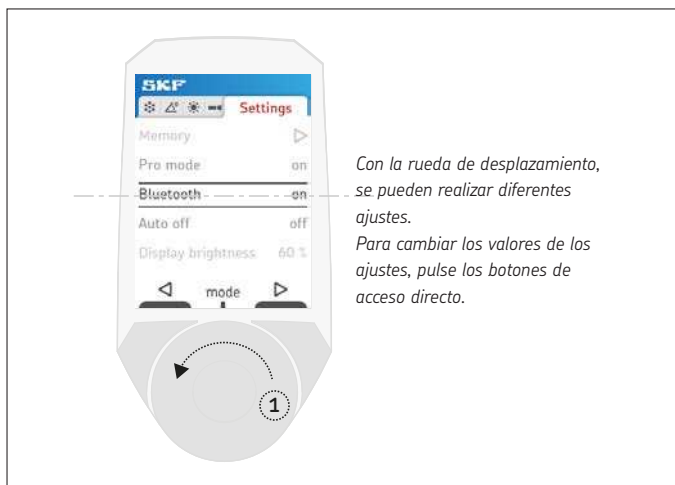 SKF
Settings
Memory
Pro mode on
Bluetooth on
Auto off off
Display brightness 60 %
mode
1
Con la rueda de desplazamiento,
se pueden realizar diferentes
ajustes.
Para cambiar los valores de los
ajustes, pulse los botones de
acceso directo.